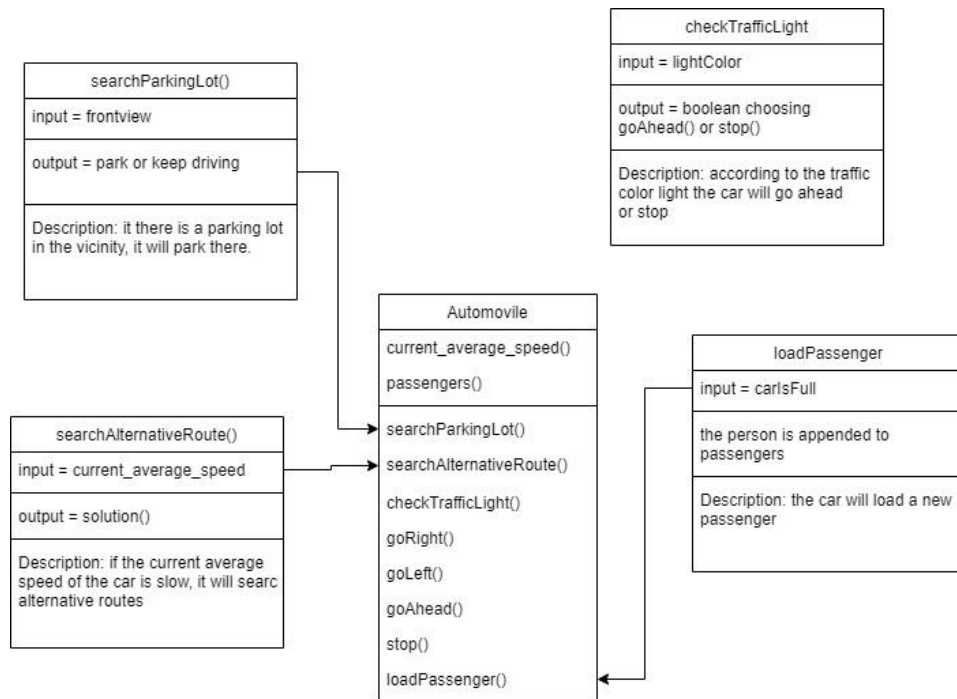 checkTrafficLight
input = lightColor
output = boolean choosing
goAhead() or stop()
Description: according to the traffic
color light the car will go ahead
or stop
searchParkingLot()
input = frontview
output = park or keep driving
Description: it there is a parking lot
in the vicinity, it will park there.
Automovile
current_average_speed()
passengers()
searchParkingLot()
searchAlternativeRoute()
checkTrafficLight()
goRight()
goLeft()
goAhead()
stop()
loadPassenger()
loadPassenger
input = carIsFull
the person is appended to
passengers
Description: the car will load a new
passenger
searchAlternativeRoute()
input = current_average_speed
output = solution()
Description: if the current average
speed of the car is slow, it will searc
alternative routes